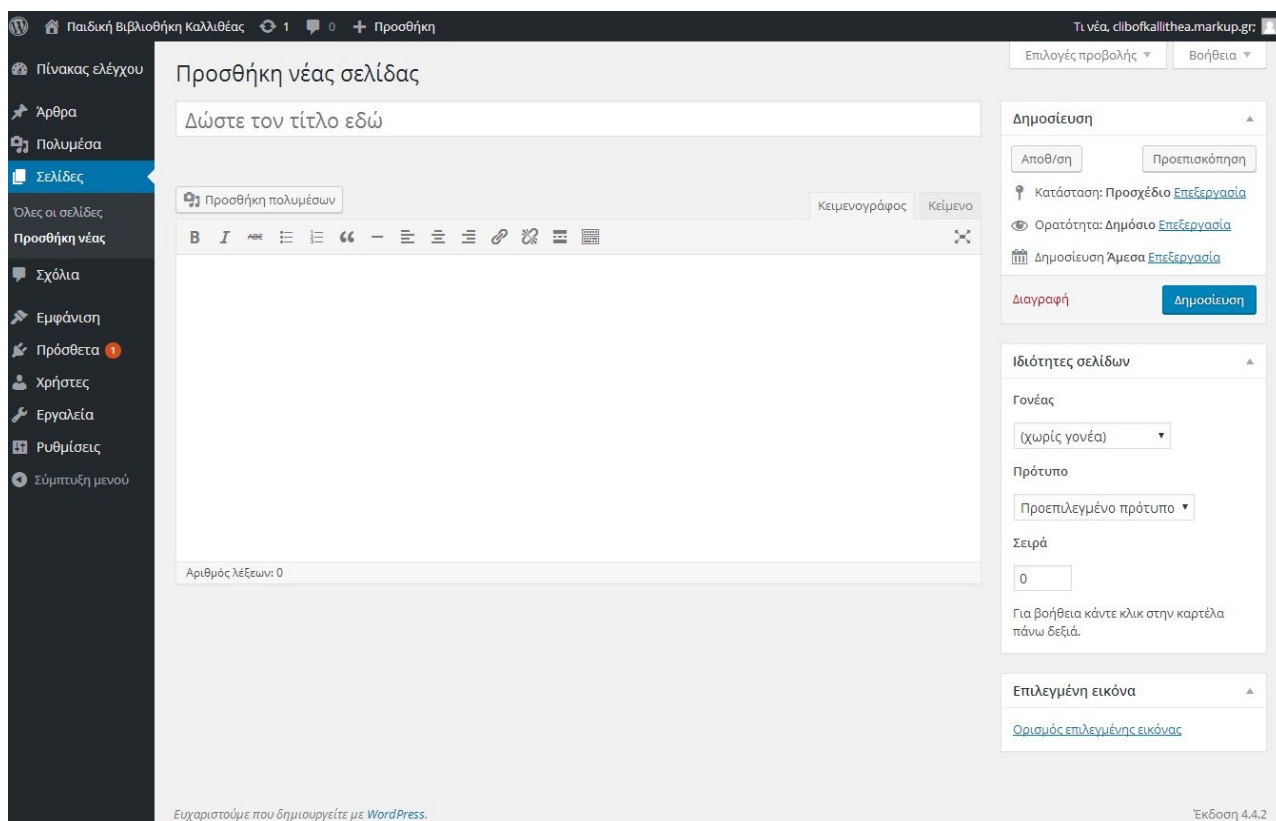 Παιδική Βιβλιοθήκη Καλλιθέας 1 0 Προσθήκη
Τι νέα, clibofkallithea.markup.gr;
Πίνακας ελέγχου
Άρθρα
Πολυμέσα
Σελίδες
Όλες οι σελίδες
Προσθήκη νέας
Σχόλια
Εμφάνιση
Πρόσθετα 1
Χρήστες
Εργαλεία
Ρυθμίσεις
Σύμπτυξη μενού
Επιλογές προβολής
Βοήθεια
Προσθήκη νέας σελίδας
Δώστε τον τίτλο εδώ
Προσθήκη πολυμέσων
Κειμενογράφος Κείμενο
B I ABC
Αριθμός λέξεων: 0
Δημοσίευση
Αποθ/ση Προεπισκόπηση
Κατάσταση: Προσχέδιο Επεξεργασία
Ορατότητα: Δημόσιο Επεξεργασία
Δημοσίευση Άμεσα Επεξεργασία
Διαγραφή Δημοσίευση
Ιδιότητες σελίδων
Γονέας
(χωρίς γονέα)
Πρότυπο
Προεπιλεγμένο πρότυπο
Σειρά
0
Για βοήθεια κάντε κλικ στην καρτέλα
πάνω δεξιά.
Επιλεγμένη εικόνα
Ορισμός επιλεγμένης εικόνας
Ευχαριστούμε που δημιουργείτε με WordPress.
Έκδοση 4.4.2